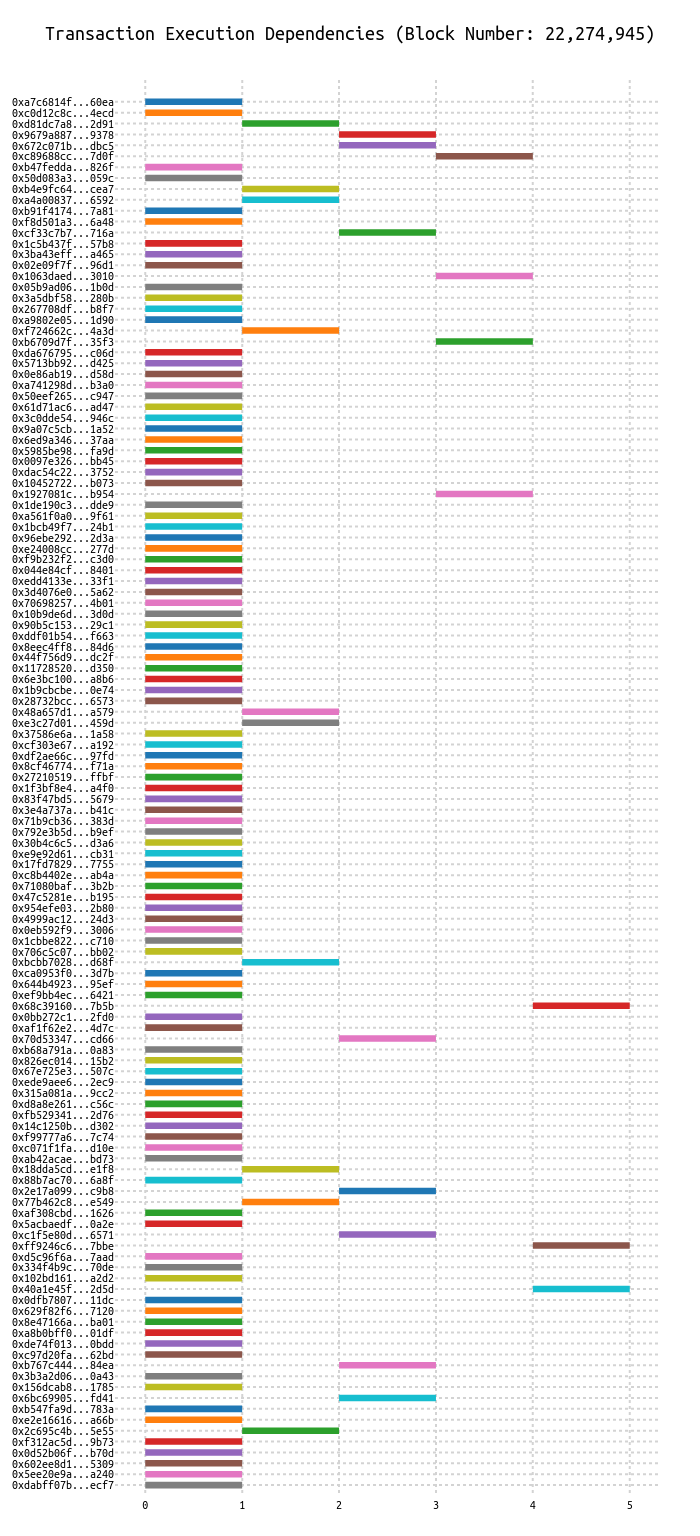 Transaction Execution Dependencies (Block Number: 22,274,945)
0xa7c6814f...60ea
0xc0d12c8c...4ecd
0xd81dc7a8...2d91
0x9679a887...9378
0x672c071b...dbc5
0xc89688cc...7d0f
0xb47fedda...826f
0x50d083a3...059c
0xb4e9fc64...cea7
0xa4a00837...6592
0xb91f4174...7a81
0xf8d501a3...6a48
0xcf33c7b7...716a
0x1c5b437f...57b8
0x3ba43eff...a465
0x02e09f7f...96d1
0x1063daed...3010
0x05b9ad06...1b0d
0x3a5dbf58...280b
0x267708df...b8f7
0xa9802e05...1d90
0xf724662c...4a3d
0xb6709d7f...35f3
0xda676795...c06d
0x5713bb92...d425
0x0e86ab19...d58d
0xa741298d...b3a0
0x50eef265...c947
0x61d71ac6...ad47
0x3c0dde54...946c
0x9a07c5cb...1a52
0x6ed9a346...37aa
0x5985be98...fa9d
0x0097e326...bb45
0xdac54c22...3752
0x10452722...b073
0x1927081c...b954
0x1de190c3...dde9
0xa561f0a0...9f61
0x1bcb49f7...24b1
0x96ebe292...2d3a
0xe24008cc...277d
0xf9b232f2...c3d0
0x044e84cf...8401
0xedd4133e...33f1
0x3d4076e0...5a62
0x70698257...4b01
0x10b9de6d...3d0d
0x90b5c153...29c1
0xddf01b54...f663
0x8eec4ff8...84d6
0x44f756d9...dc2f
0x11728520...d350
0x6e3bc100...a8b6
0x1b9cbcbe...0e74
0x28732bcc...6573
0x48a657d1...a579
0xe3c27d01...459d
0x37586e6a...1a58
0xcf303e67...a192
0xdf2ae66c...97fd
0x8cf46774...f71a
0x27210519...ffbf
0x1f3bf8e4...a4f0
0x83f47bd5...5679
0x3e4a737a...b41c
0x71b9cb36...383d
0x792e3b5d...b9ef
0x30b4c6c5...d3a6
0xe9e92d61...cb31
0x17fd7829...7755
0xc8b4402e...ab4a
0x71080baf...3b2b
0x47c5281e...b195
0x954efe03...2b80
0x4999ac12...24d3
0x0eb592f9...3006
0x1cbbe822...c710
0x706c5c07...bb02
0xbcbb7028...d68f
0xca0953f0...3d7b
0x644b4923...95ef
0xef9bb4ec...6421
0x68c39160...7b5b
0x0bb272c1...2fd0
0xaf1f62e2...4d7c
0x70d53347...cd66
0xb68a791a...0a83
0x826ec014...15b2
0x67e725e3...507c
0xede9aee6...2ec9
0x315a081a...9cc2
0xd8a8e261...c56c
0xfb529341...2d76
0x14c1250b...d302
0xf99777a6...7c74
0xc071f1fa...d10e
0xab42acae...bd73
0x18dda5cd...e1f8
0x88b7ac70...6a8f
0x2e17a099...c9b8
0x77b462c8...e549
0xaf308cbd...1626
0x5acbaedf...0a2e
0xc1f5e80d...6571
0xff9246c6...7bbe
0xd5c96f6a...7aad
0x334f4b9c...70de
0x102bd161...a2d2
0x40a1e45f...2d5d
0x0dfb7807...11dc
0x629f82f6...7120
0x8e47166a...ba01
0xa8b0bff0...01df
0xde74f013...0bdd
0xc97d20fa...62bd
0xb767c444...84ea
0x3b3a2d06...0a43
0x156dcab8...1785
0x6bc69905...fd41
0xb547fa9d...783a
0xe2e16616...a66b
0x2c695c4b...5e55
0xf312ac5d...9b73
0x0d52b06f...b70d
0x602ee8d1...5309
0x5ee20e9a...a240
0xdabff07b...ecf7
0 1 2 3 4 5